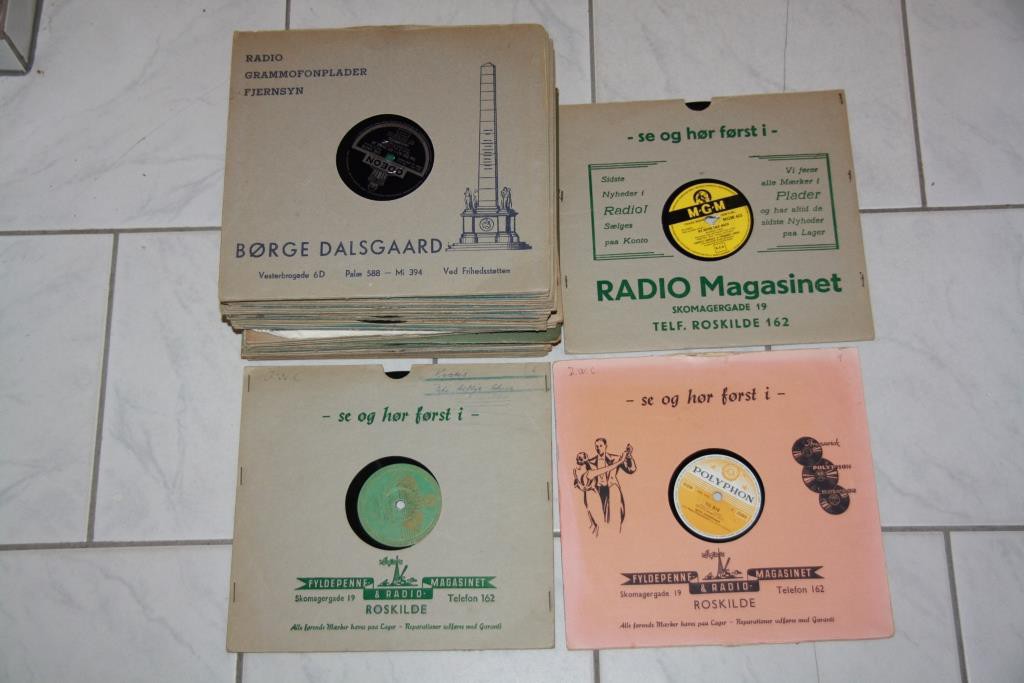 RADIO
GRAMMOFONPLADER
FJERNSYN
ODEON
BØRGE DALSGAARD
Vesterbrogade 6D Palæ 588 — Mi 394 Ved Frihedsstøtten
- se og hør først i -
Sidste
Nyheder i
Radio!
Sælges
paa Konto
M-G-M
Vi fører
alle Mærker i
Plader
og har altid de
sidste Nyheder
paa Lager
RADIO Magasinet
SKOMAGERGADE 19
TELF. ROSKILDE 162
- se og hør først i -
FYLDEPENNE & RADIO- MAGASINET
Skomagergade 19 ROSKILDE Telefon 162
Alle førende Mærker haves paa Lager - Reparationer udføres med Garanti
- se og hør først i -
Brunswick
POLYPHON
POLYPHON
FYLDEPENNE & RADIO- MAGASINET
Skomagergade 19 ROSKILDE Telefon 162
Alle førende Mærker haves paa Lager - Reparationer udføres med Garanti